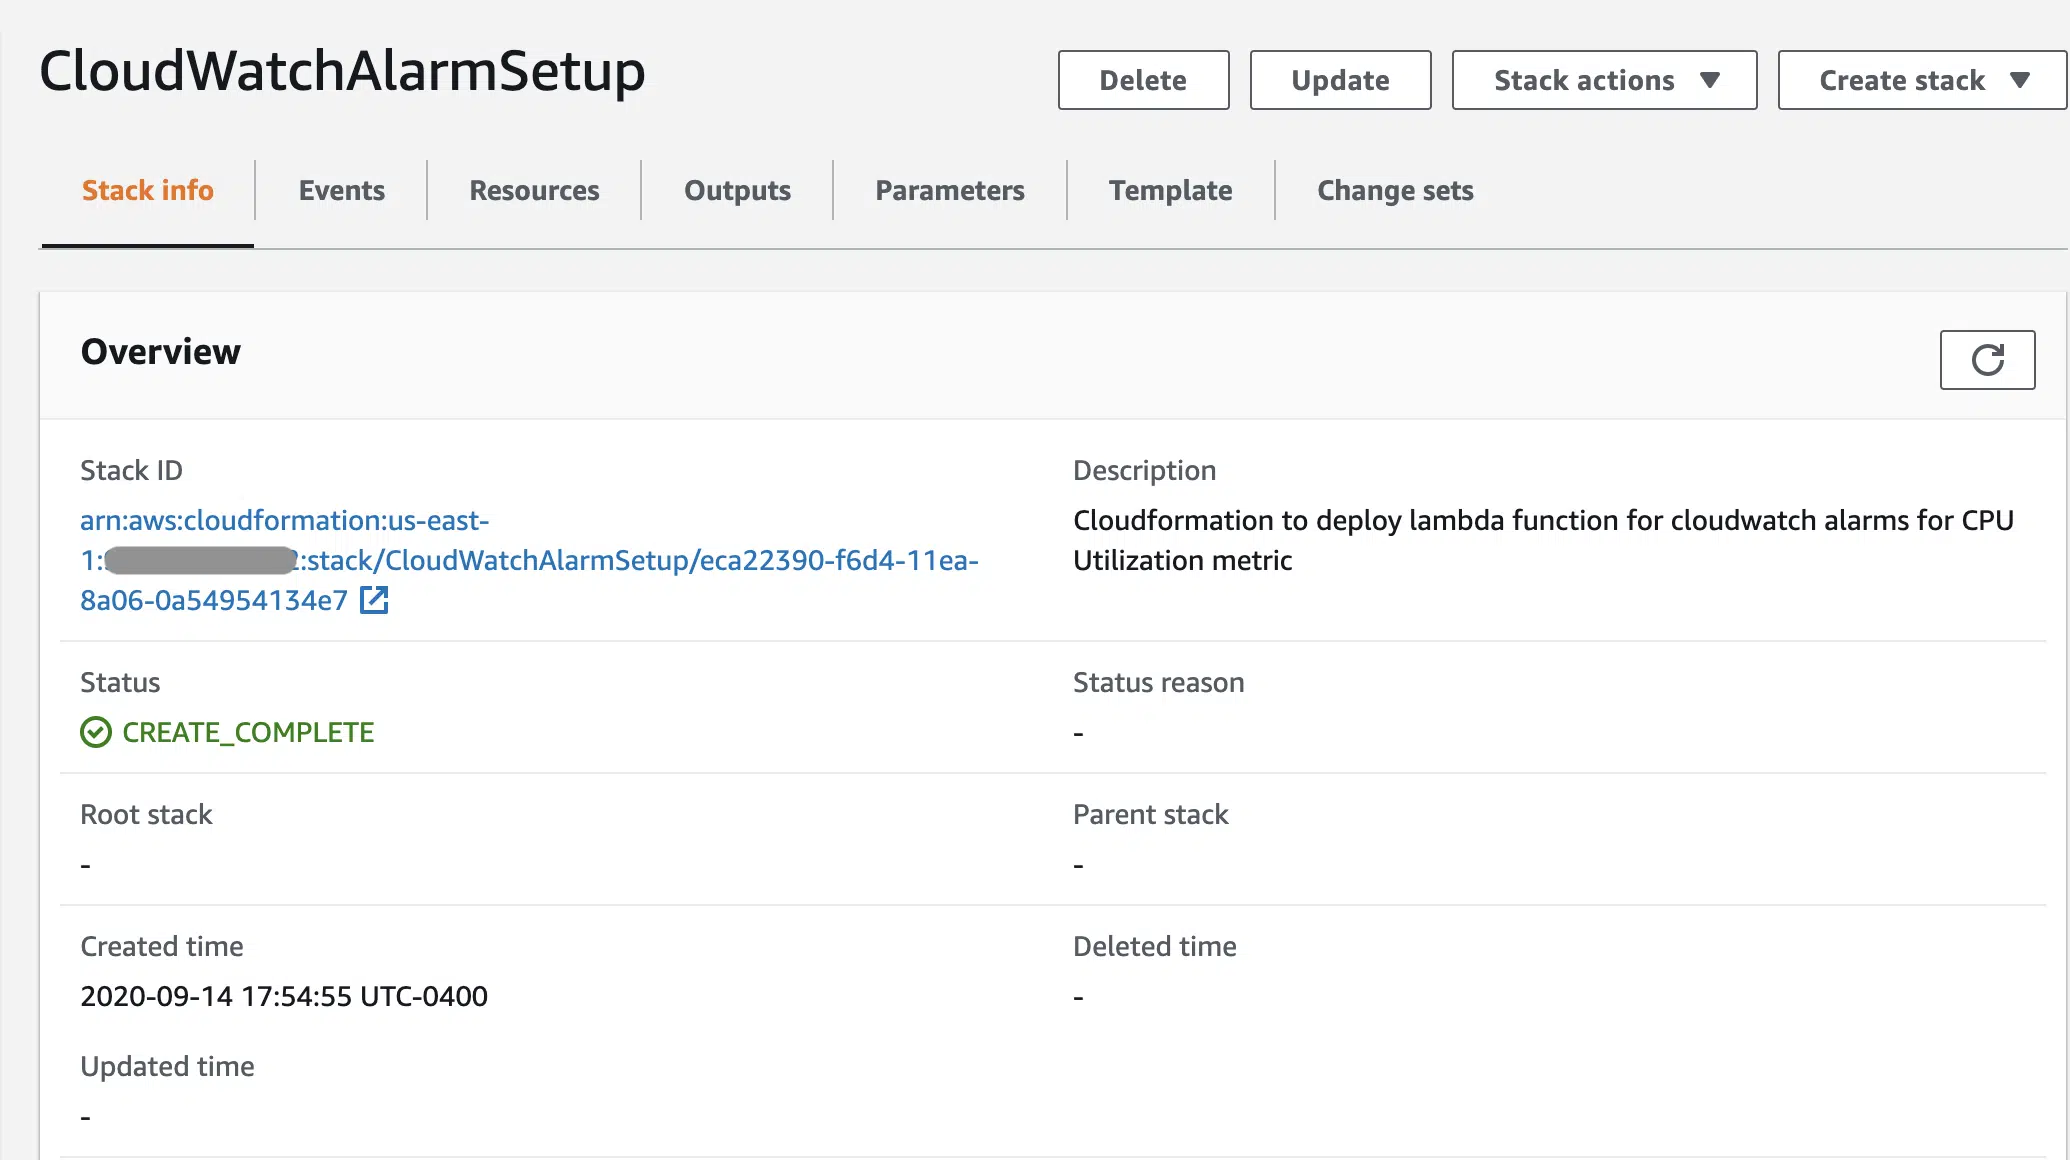 CloudWatchAlarmSetup
Delete
Update
Stack actions
Create stack
Stack info
Events
Resources
Outputs
Parameters
Template
Change sets
Overview
Stack ID
arn:aws:cloudformation:us-east-
1:
:stack/CloudWatchAlarmSetup/eca22390-f6d4-11ea-
8a06-0a54954134e7
Description
Cloudformation to deploy lambda function for cloudwatch alarms for CPU
Utilization metric
Status
CREATE_COMPLETE
Status reason
-
Root stack
-
Parent stack
-
Created time
2020-09-14 17:54:55 UTC-0400
Deleted time
-
Updated time
-